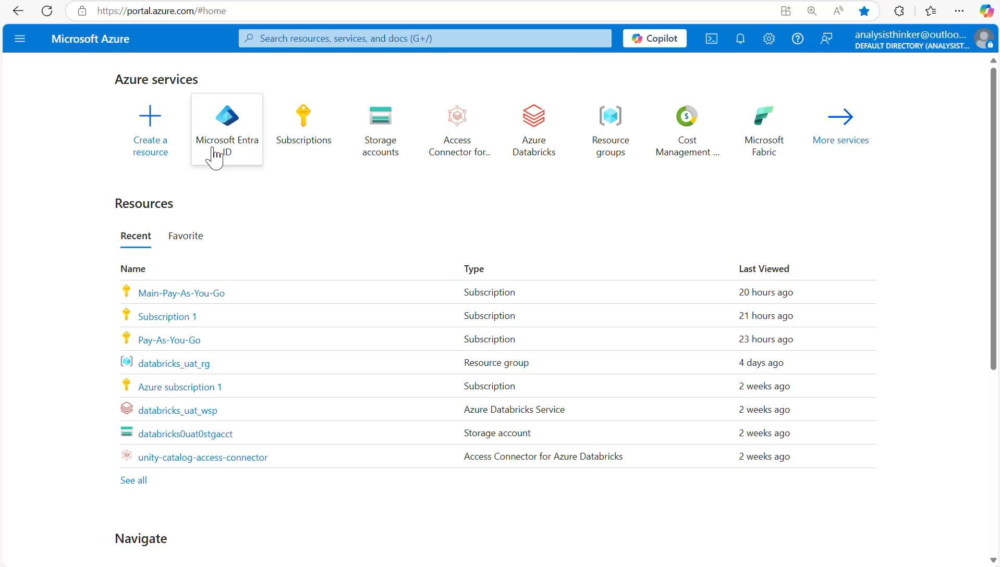 https://portal.azure.com/#home
Microsoft Azure
Search resources, services, and docs (G+/)
Copilot
analysisthinker@outloo...
DEFAULT DIRECTORY (ANALYSIST...
Azure services
Create a
resource
Microsoft Entra
ID
Subscriptions
Storage
accounts
Access
Connector for..
Azure
Databricks
Resource
groups
Cost
Management ...
Microsoft
Fabric
More services
Resources
Recent Favorite
Name Type Last Viewed
Main-Pay-As-You-Go Subscription 20 hours ago
Subscription 1 Subscription 21 hours ago
Pay-As-You-Go Subscription 23 hours ago
databricks_uat_rg Resource group 4 days ago
Azure subscription 1 Subscription 2 weeks ago
databricks_uat_wsp Azure Databricks Service 2 weeks ago
databricks0uat0stgacct Storage account 2 weeks ago
unity-catalog-access-connector Access Connector for Azure Databricks 2 weeks ago
See all
Navigate